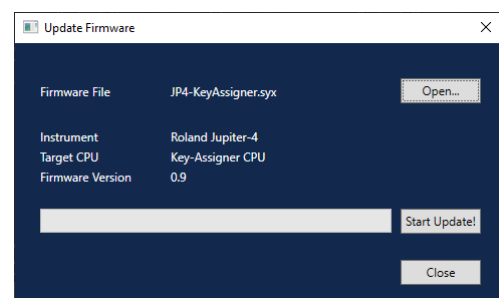 Update Firmware
Firmware File JP4-KeyAssigner.syx Open...
Instrument Roland Jupiter-4
Target CPU Key-Assigner CPU
Firmware Version 0.9
Start Update!
Close